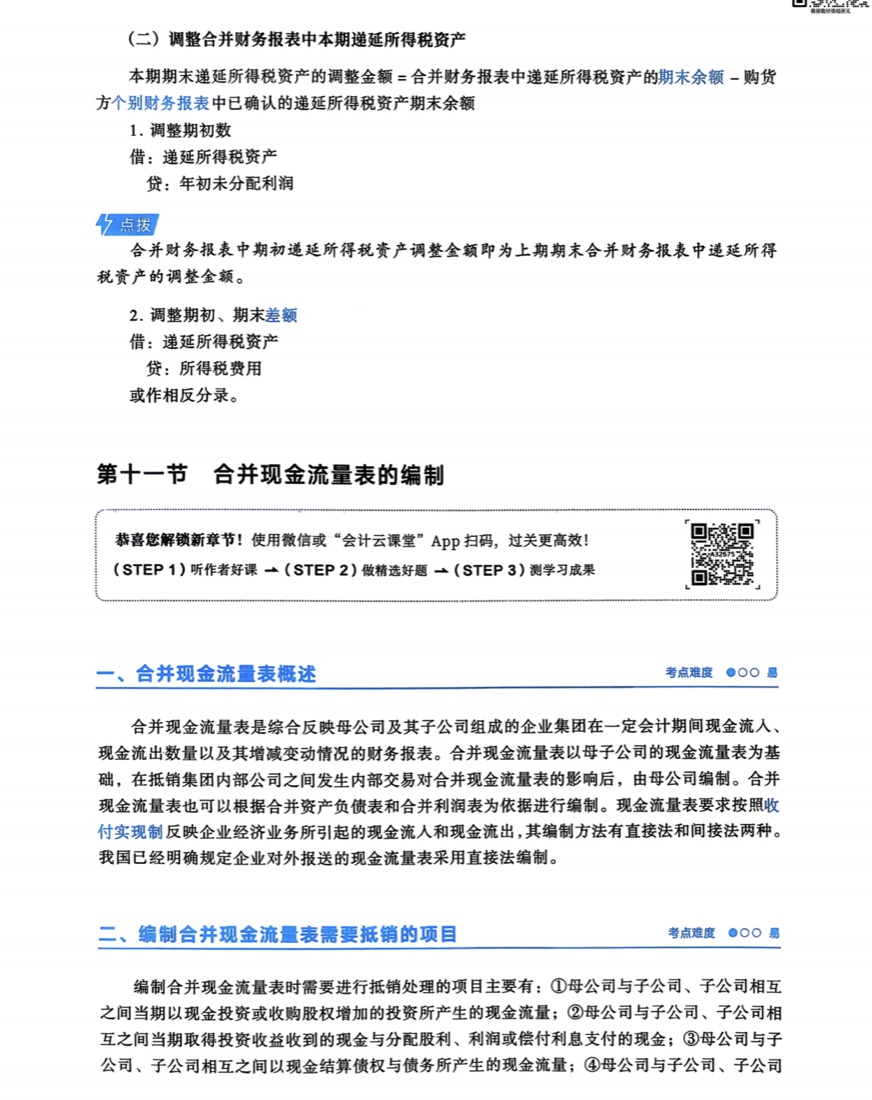 （二）调整合并财务报表中本期递延所得税资产
本期期末递延所得税资产的调整金额 = 合并财务报表中递延所得税资产的期末余额 – 购货
方个别财务报表中已确认的递延所得税资产期末余额
1. 调整期初数
借：递延所得税资产
贷：年初未分配利润
点拨
合并财务报表中期初递延所得税资产调整金额即为上期期末合并财务报表中递延所得
税资产的调整金额。
2. 调整期初、期末差额
借：递延所得税资产
贷：所得税费用
或作相反分录。
第十一节 合并现金流量表的编制
恭喜您解锁新章节！使用微信或“会计云课堂”App 扫码，过关更高效！
（STEP 1）听作者好课 ⇀（STEP 2）做精选好题 ⇀（STEP 3）测学习成果
一、合并现金流量表概述 考点难度 ●○○ 易
合并现金流量表是综合反映母公司及其子公司组成的企业集团在一定会计期间现金流入、
现金流出数量以及其增减变动情况的财务报表。合并现金流量表以母子公司的现金流量表为基
础，在抵销集团内部公司之间发生内部交易对合并现金流量表的影响后，由母公司编制。合并
现金流量表也可以根据合并资产负债表和合并利润表为依据进行编制。现金流量表要求按照收
付实现制反映企业经济业务所引起的现金流入和现金流出，其编制方法有直接法和间接法两种。
我国已经明确规定企业对外报送的现金流量表采用直接法编制。
二、编制合并现金流量表需要抵销的项目 考点难度 ●○○ 易
编制合并现金流量表时需要进行抵销处理的项目主要有：①母公司与子公司、子公司相互
之间当期以现金投资或收购股权增加的投资所产生的现金流量；②母公司与子公司、子公司相
互之间当期取得投资收益收到的现金与分配股利、利润或偿付利息支付的现金；③母公司与子
公司、子公司相互之间以现金结算债权与债务所产生的现金流量；④母公司与子公司、子公司